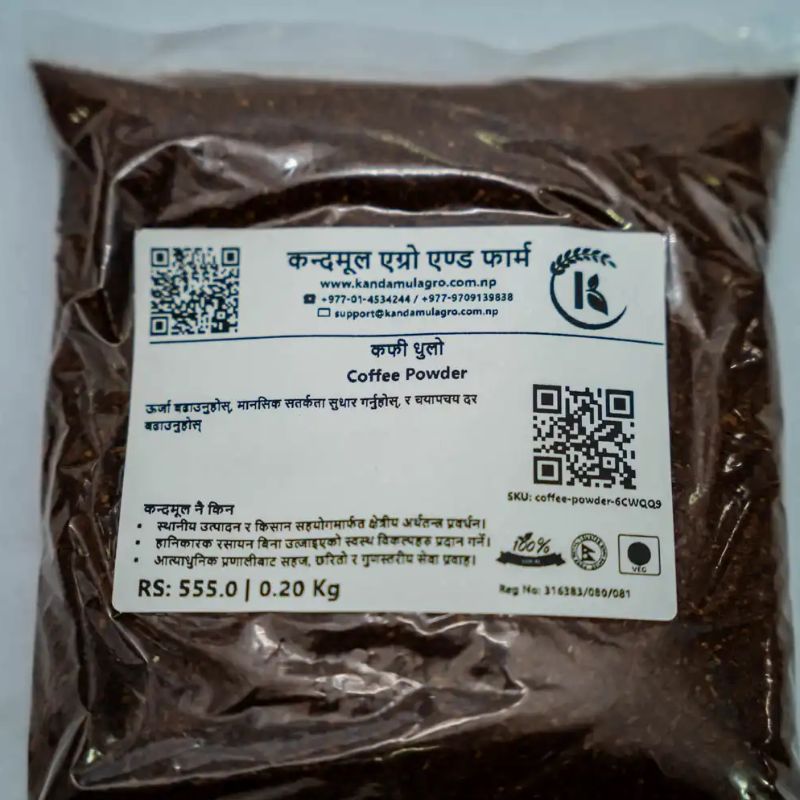 कन्दमूल एग्रो एण्ड फार्म
www.kandamulagro.com.np
+977-01-4534244 / +977-9709139838
support@kandamulagro.com.np
K
कफी धुलो
Coffee Powder
ऊर्जा बढाउनुहोस्, मानसिक सतर्कता सुधार गर्नुहोस्, र चयापचय दर
बढाउनुहोस्
SKU: coffee-powder-6CWQQ9
कन्दमूल नै किन
• स्थानीय उत्पादन र किसान सहयोगमार्फत क्षेत्रीय अर्थतन्त्र प्रवर्धन।
• हानिकारक रसायन बिना उब्जाइएको स्वस्थ विकल्पहरु प्रदान गर्ने।
• आत्याधुनिक प्रणालीबाट सहज, छरितो र गुणस्तरीय सेवा प्रवाह।
100%
VEG
RS: 555.0 | 0.20 Kg
Reg No: 316383/080/081